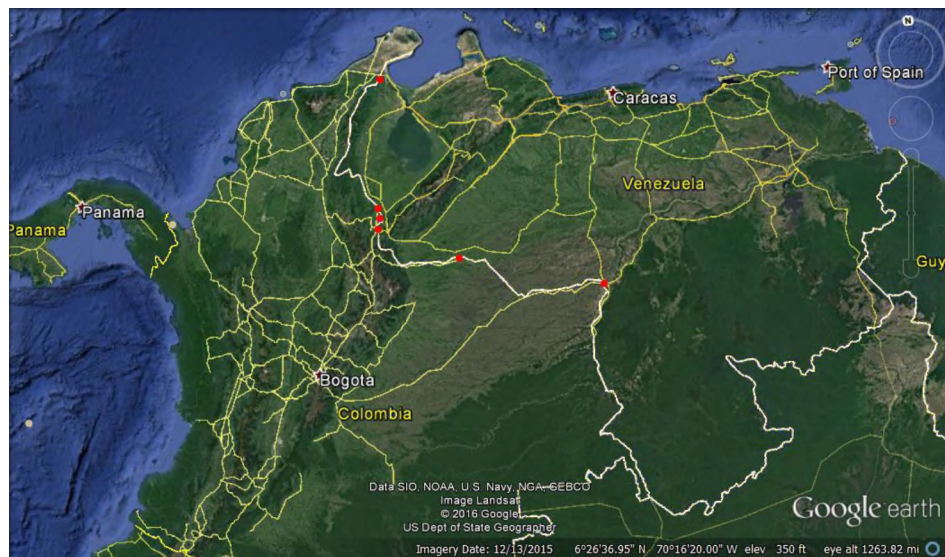 N
Port of Spain
Caracas
Venezuela
Panama
Panama
Guy
Bogota
Colombia
Data SIO, NOAA, U.S. Navy, NGA, GEBCO
Image Landsat
© 2016 Google
US Dept of State Geographer
Google earth
Imagery Date: 12/13/2015 6°26'36.95" N 70°16'20.00" W elev 350 ft eye alt 1263.82 mi